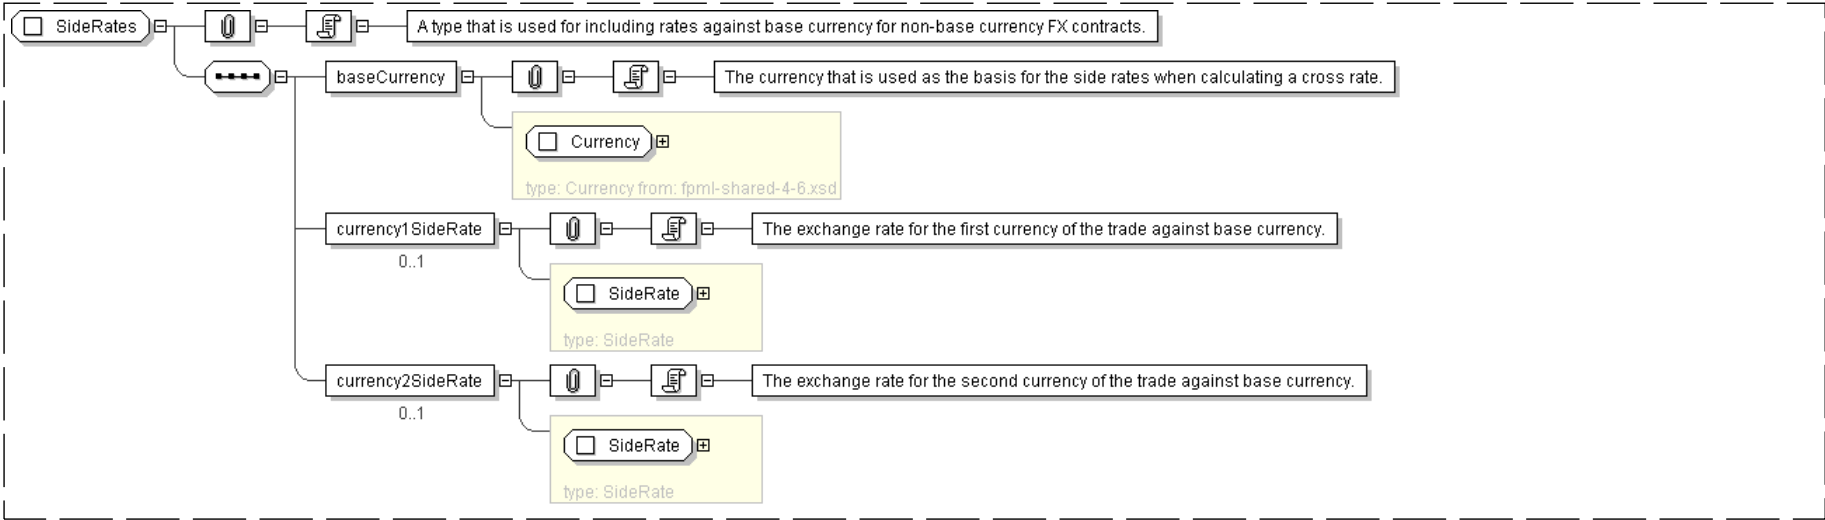 SideRates
A type that is used for including rates against base currency for non-base currency FX contracts.
baseCurrency
The currency that is used as the basis for the side rates when calculating a cross rate.
Currency
type: Currency from: fpml-shared-4-6.xsd
currency1SideRate
The exchange rate for the first currency of the trade against base currency.
0..1
SideRate
type: SideRate
currency2SideRate
The exchange rate for the second currency of the trade against base currency.
0..1
SideRate
type: SideRate